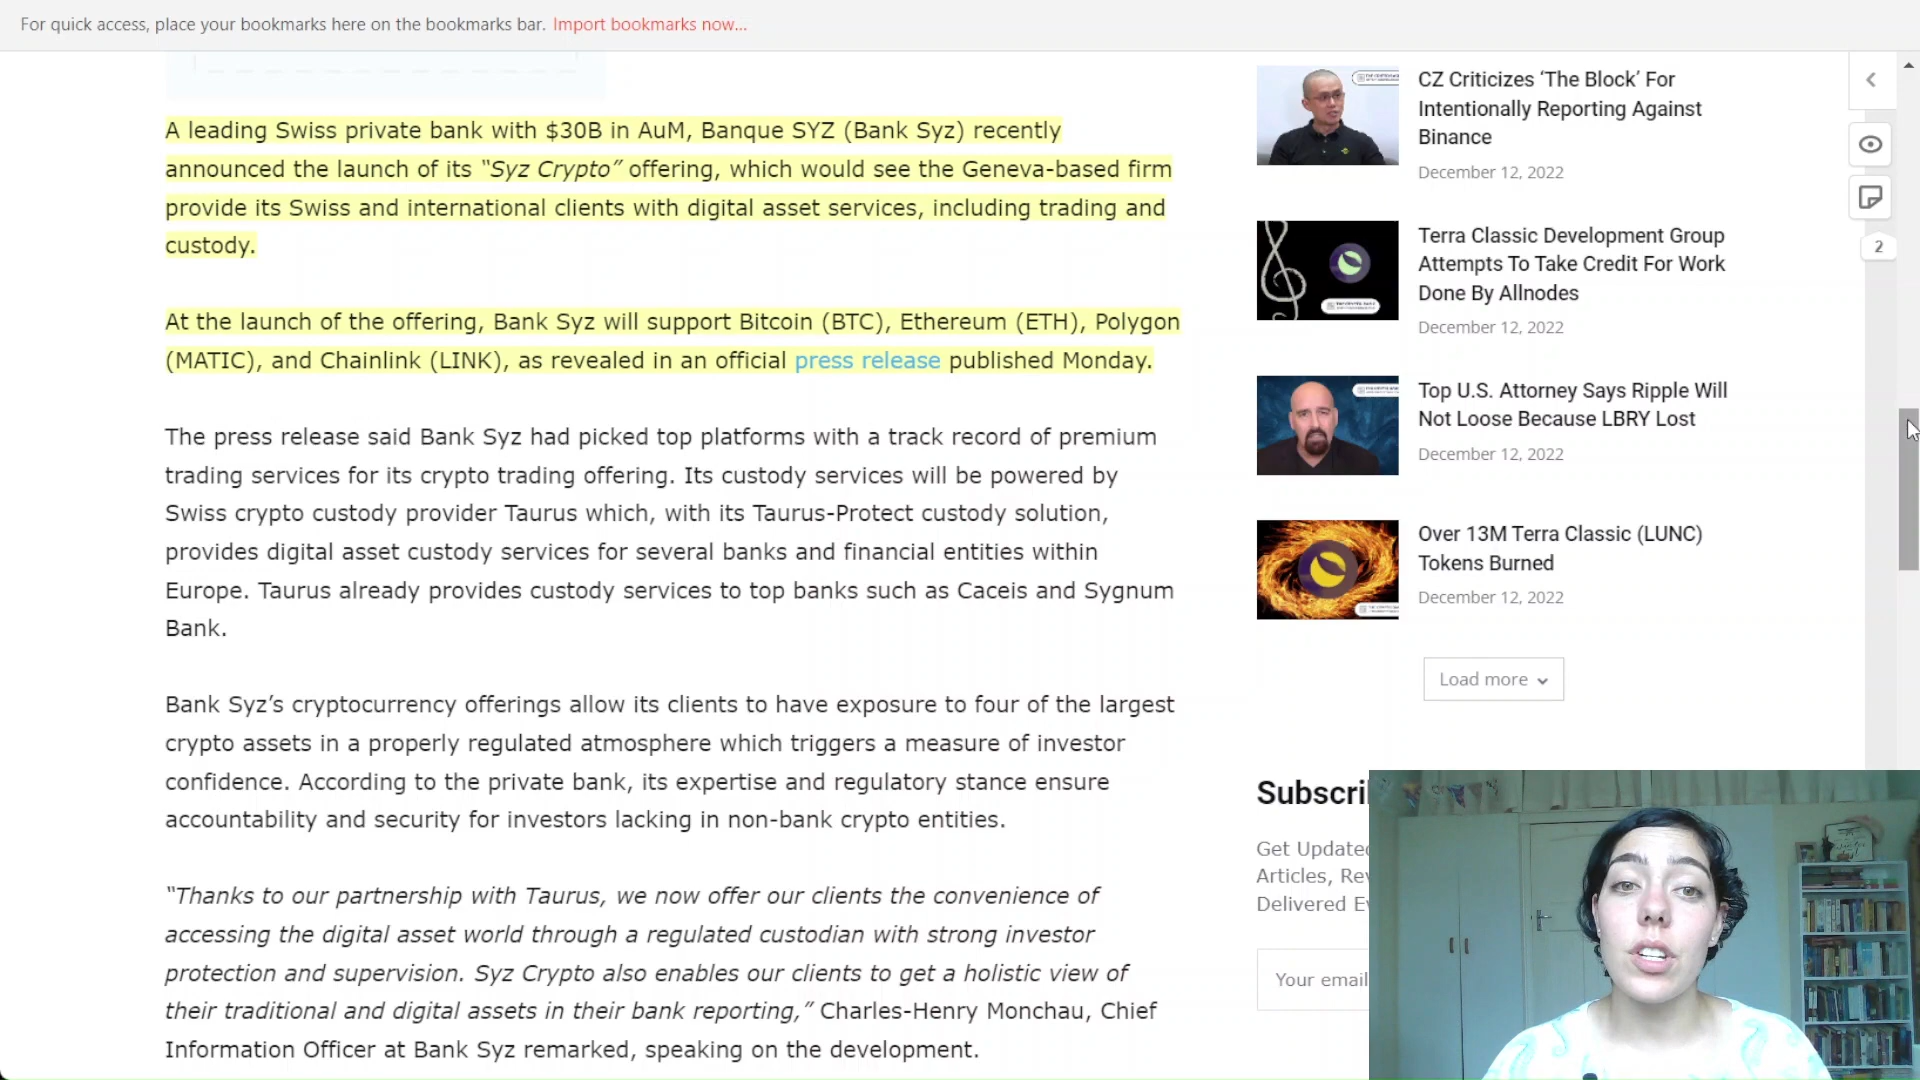 For quick access, place your bookmarks here on the bookmarks bar. Import bookmarks now...
A leading Swiss private bank with $30B in AuM, Banque SYZ (Bank Syz) recently
announced the launch of its “Syz Crypto” offering, which would see the Geneva-based firm
provide its Swiss and international clients with digital asset services, including trading and
custody.
At the launch of the offering, Bank Syz will support Bitcoin (BTC), Ethereum (ETH), Polygon
(MATIC), and Chainlink (LINK), as revealed in an official press release published Monday.
The press release said Bank Syz had picked top platforms with a track record of premium
trading services for its crypto trading offering. Its custody services will be powered by
Swiss crypto custody provider Taurus which, with its Taurus-Protect custody solution,
provides digital asset custody services for several banks and financial entities within
Europe. Taurus already provides custody services to top banks such as Caceis and Sygnum
Bank.
Bank Syz’s cryptocurrency offerings allow its clients to have exposure to four of the largest
crypto assets in a properly regulated atmosphere which triggers a measure of investor
confidence. According to the private bank, its expertise and regulatory stance ensure
accountability and security for investors lacking in non-bank crypto entities.
“Thanks to our partnership with Taurus, we now offer our clients the convenience of
accessing the digital asset world through a regulated custodian with strong investor
protection and supervision. Syz Crypto also enables our clients to get a holistic view of
their traditional and digital assets in their bank reporting,” Charles-Henry Monchau, Chief
Information Officer at Bank Syz remarked, speaking on the development.
CZ Criticizes ‘The Block’ For
Intentionally Reporting Against
Binance
December 12, 2022
Terra Classic Development Group
Attempts To Take Credit For Work
Done By Allnodes
December 12, 2022
Top U.S. Attorney Says Ripple Will
Not Loose Because LBRY Lost
December 12, 2022
Over 13M Terra Classic (LUNC)
Tokens Burned
December 12, 2022
Load more
Subscri
Get Update
Articles, Re
Delivered E
Your email
2